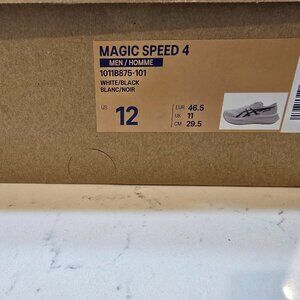 MAGIC SPEED 4
MEN / HOMME
1011B875-101
WHITE/BLACK
BLANC/NOIR
US 12
EUR 46.5
UK 11
CM 29.5